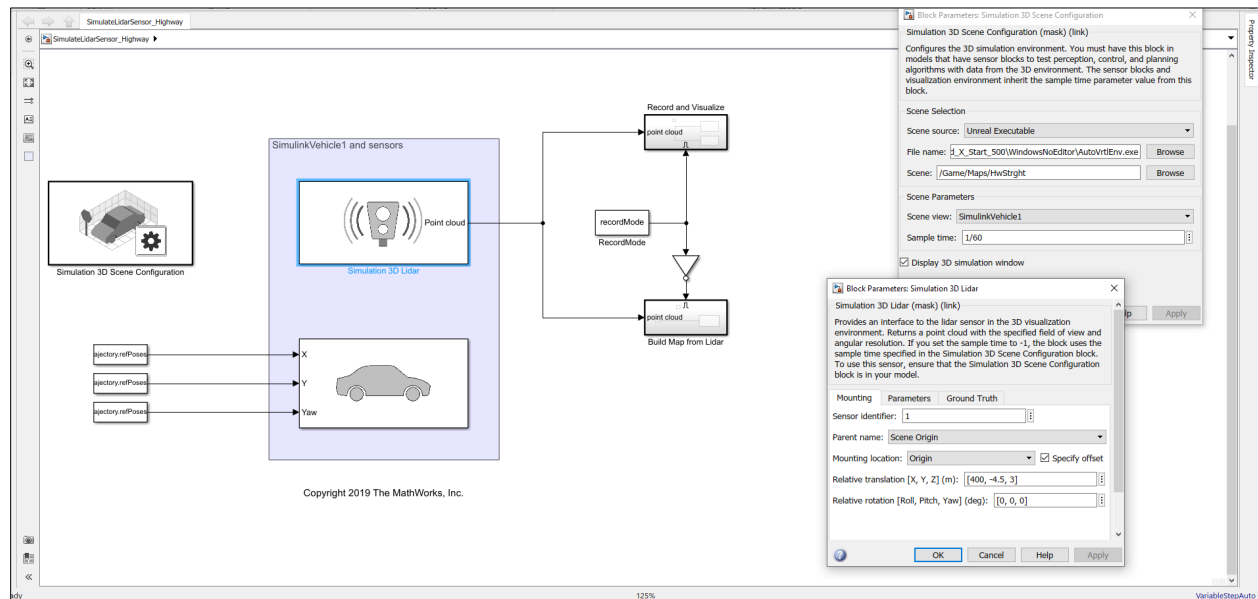 SimulateLidarSensor_Highway
SimulateLidarSensor_Highway
Property Inspector
SimulinkVehicle1 and sensors
Simulation 3D Scene Configuration
Point cloud
Simulation 3D Lidar
ajectory.refPoses
ajectory.refPoses
ajectory.refPoses
X
Y
Yaw
Record and Visualize
point cloud
recordMode
RecordMode
point cloud
Build Map from Lidar
Copyright 2019 The MathWorks, Inc.
Block Parameters: Simulation 3D Scene Configuration
Simulation 3D Scene Configuration (mask) (link)
Configures the 3D simulation environment. You must have this block in
models that have sensor blocks to test perception, control, and planning
algorithms with data from the 3D environment. The sensor blocks and
visualization environment inherit the sample time parameter value from this
block.
Scene Selection
Scene source: Unreal Executable
File name: d_X_Start_500\WindowsNoEditor\AutoVrtlEnv.exe Browse
Scene: /Game/Maps/HwStrght Browse
Scene Parameters
Scene view: SimulinkVehicle1
Sample time: 1/60
Display 3D simulation window
lp Apply
Block Parameters: Simulation 3D Lidar
Simulation 3D Lidar (mask) (link)
Provides an interface to the lidar sensor in the 3D visualization
environment. Returns a point cloud with the specified field of view and
angular resolution. If you set the sample time to -1, the block uses the
sample time specified in the Simulation 3D Scene Configuration block.
To use this sensor, ensure that the Simulation 3D Scene Configuration
block is in your model.
Mounting Parameters Ground Truth
Sensor identifier: 1
Parent name: Scene Origin
Mounting location: Origin Specify offset
Relative translation [X, Y, Z] (m): [400, -4.5, 3]
Relative rotation [Roll, Pitch, Yaw] (deg): [0, 0, 0]
OK Cancel Help Apply
ady 125% VariableStepAuto